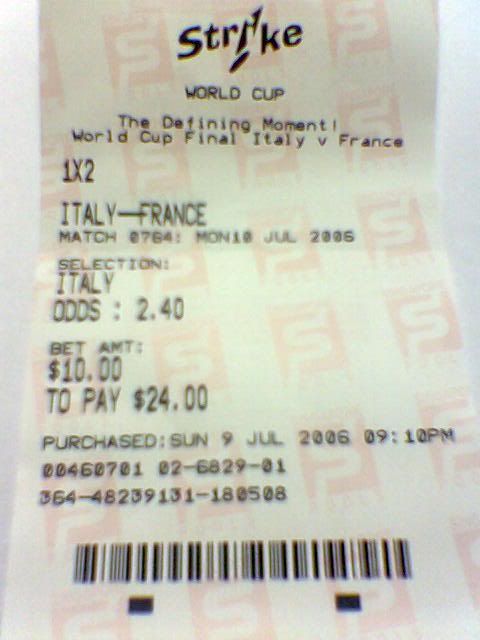 Strike
WORLD CUP
The Defining Moment!
World Cup Final Italy v France
1X2
ITALY—FRANCE
MATCH 0764: MON10 JUL 2006
SELECTION:
ITALY
ODDS : 2.40
BET AMT:
$10.00
TO PAY $24.00
PURCHASED:SUN 9 JUL 2006 09:10PM
00460701 02-6829-01
364-48239131-180508